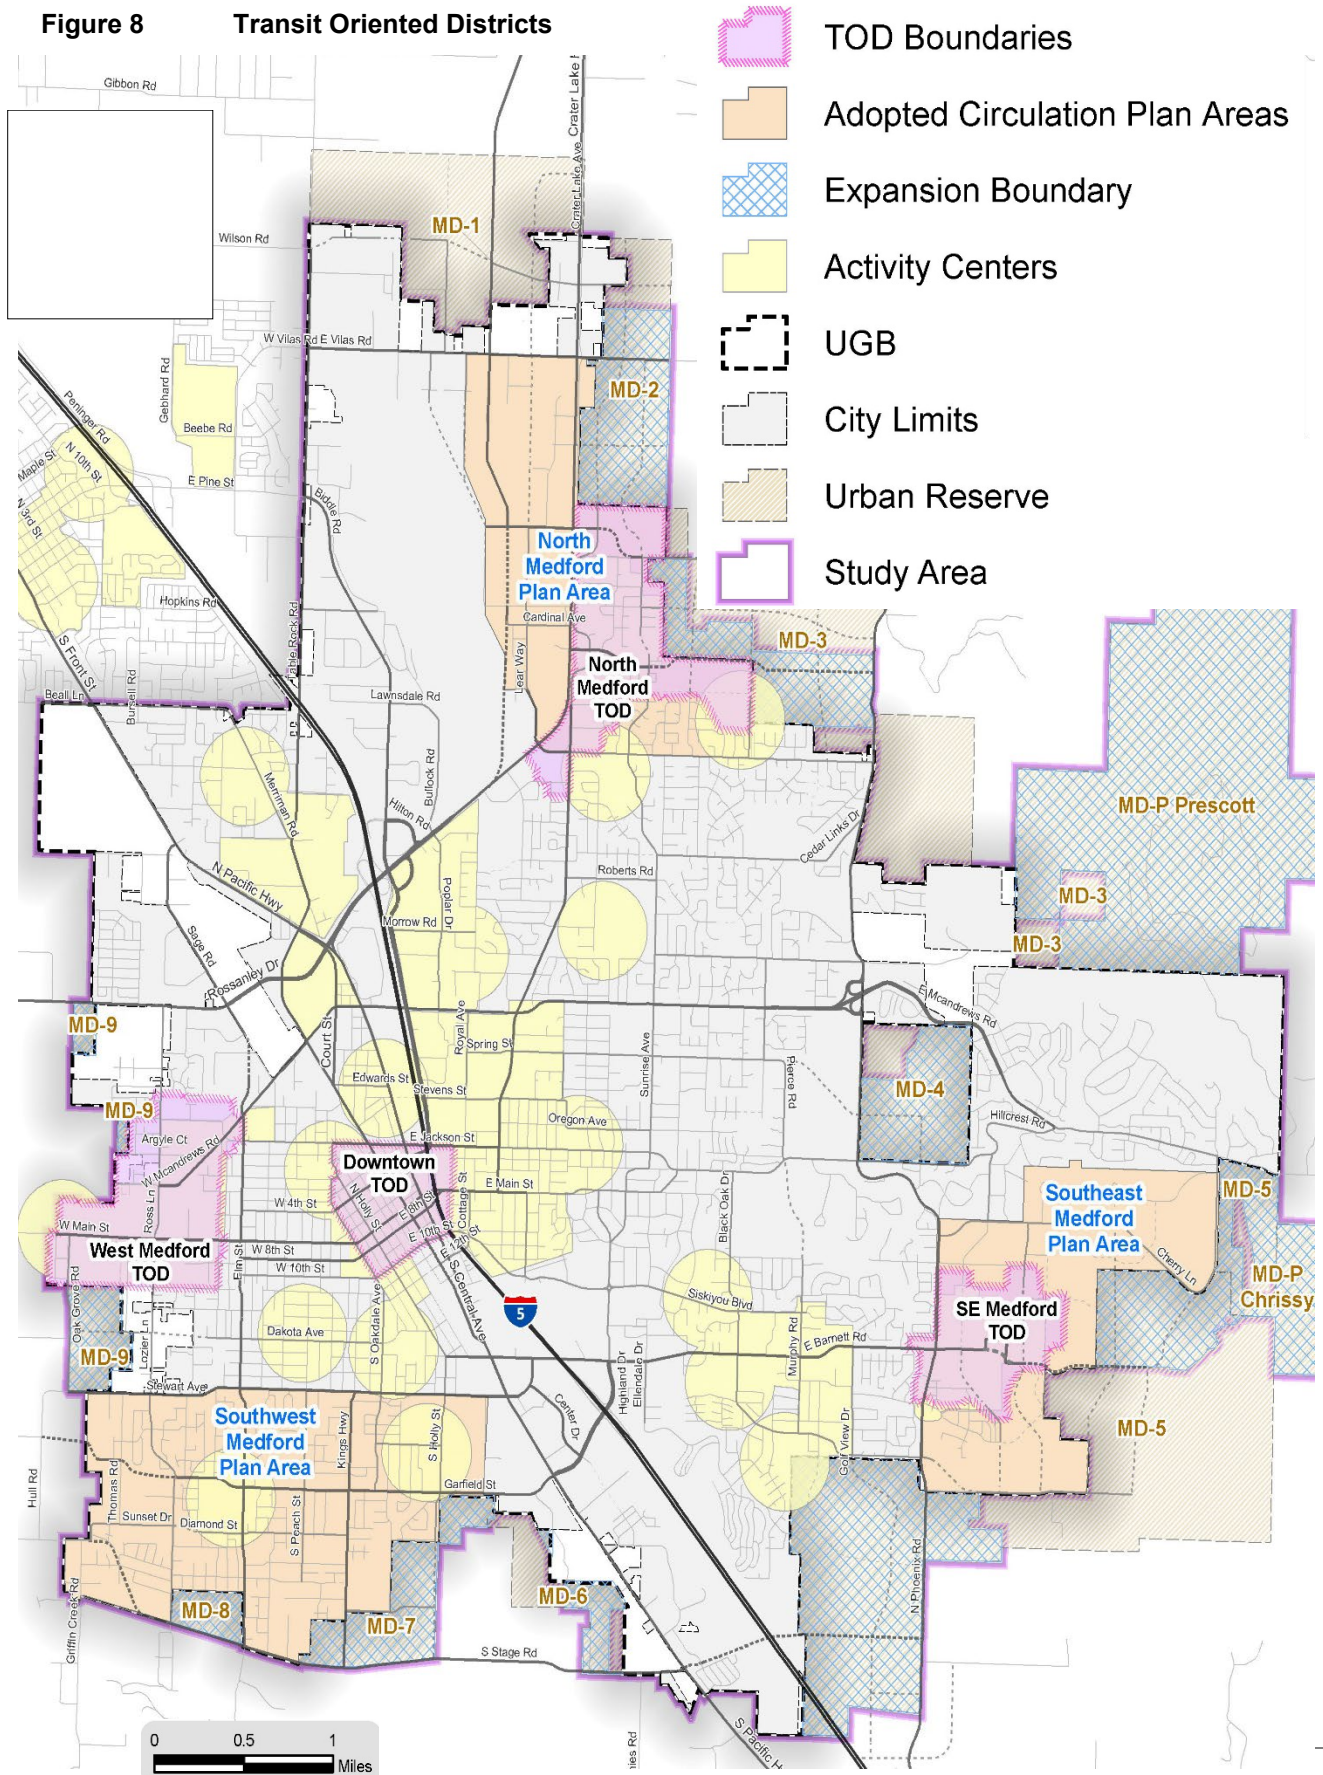 Figure 8 Transit Oriented Districts
TOD Boundaries
Adopted Circulation Plan Areas
Expansion Boundary
Activity Centers
UGB
City Limits
Urban Reserve
Study Area
Gibbon Rd
Crater Lake Ave
Crater Lake
MD-1
Wilson Rd
W Vilas Rd E Vilas Rd
Gebhard Rd
MD-2
Peninger Rd
Beebe Rd
Maple St
N 10th St
E Pine St
N 3rd St
Biddle Rd
North
Medford
Plan Area
Hopkins Rd
Cardinal Ave
Table Rock Rd
MD-3
S Front St
Lear Way
North
Medford
TOD
Beall Ln
Bursell Rd
Lawnsdale Rd
Merriman Rd
Bullock Rd
Hilton Rd
MD-P Prescott
Cedar Links Dr
N Pacific Hwy
Roberts Rd
Poplar Dr
MD-3
Morrow Rd
MD-3
Sage Rd
Rossanley Dr
E Mcandrews Rd
MD-9
Court St
Royal Ave
Spring St
Sunrise Ave
Pierce Rd
Edwards St
Stevens St
MD-4
MD-9
Oregon Ave
Hillcrest Rd
Argyle Ct
E Jackson St
W Mcandrews Rd
Downtown
TOD
Black Oak Dr
Southeast
Medford
Plan Area
MD-5
Ross Ln
W 4th St
N Holly St
E 8th St
Cottage St
E Main St
W Main St
E 10th St
E 12th St
West Medford
TOD
W 8th St
W 10th St
Elm St
Cherry Ln
MD-P
Chrissy
Oak Grove Rd
S Central Ave
5
Siskiyou Blvd
SE Medford
TOD
Dakota Ave
S Oakdale Ave
Murphy Rd
E Barnett Rd
MD-9
Lozier Ln
Highland Dr
Ellendale Dr
Stewart Ave
Center Dr
Southwest
Medford
Plan Area
Kings Hwy
S Holly St
Golf View Dr
MD-5
Hull Rd
Thomas Rd
Garfield St
Sunset Dr
Diamond St
S Peach St
N Phoenix Rd
MD-8
MD-7
MD-6
Griffin Creek Rd
S Stage Rd
S Pacific H
ies Rd
0 0.5 1
Miles